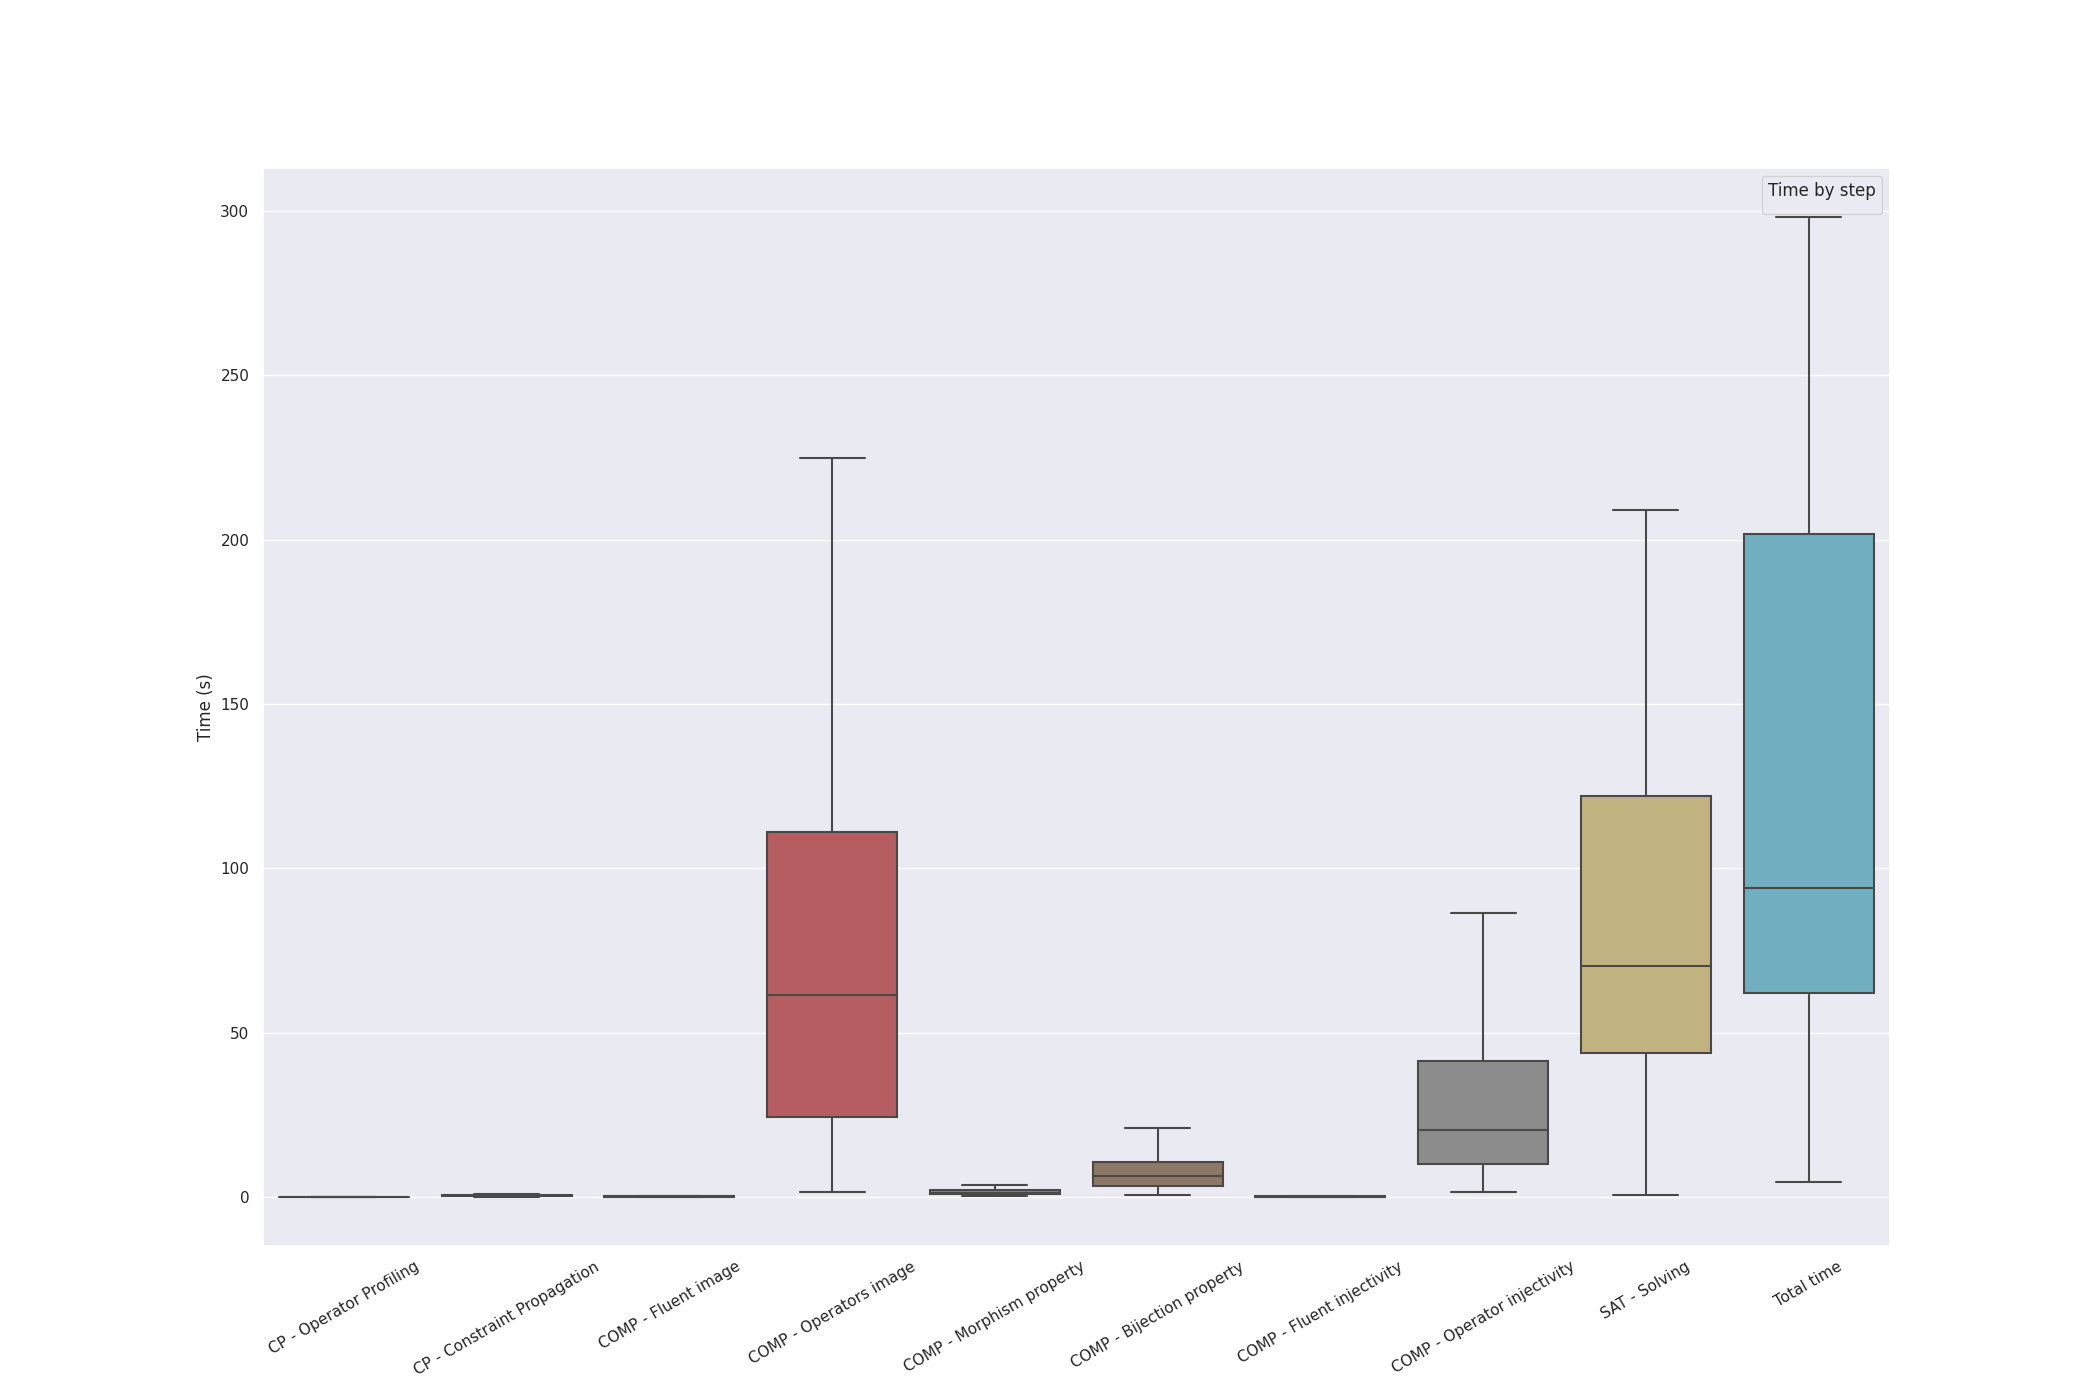 Time by step
300
250
200
150
100
50
0
Time (s)
CP - Operator Profiling
CP - Constraint Propagation
COMP - Fluent image
COMP - Operators image
COMP - Morphism property
COMP - Bijection property
COMP - Fluent injectivity
COMP - Operator injectivity
SAT - Solving
Total time